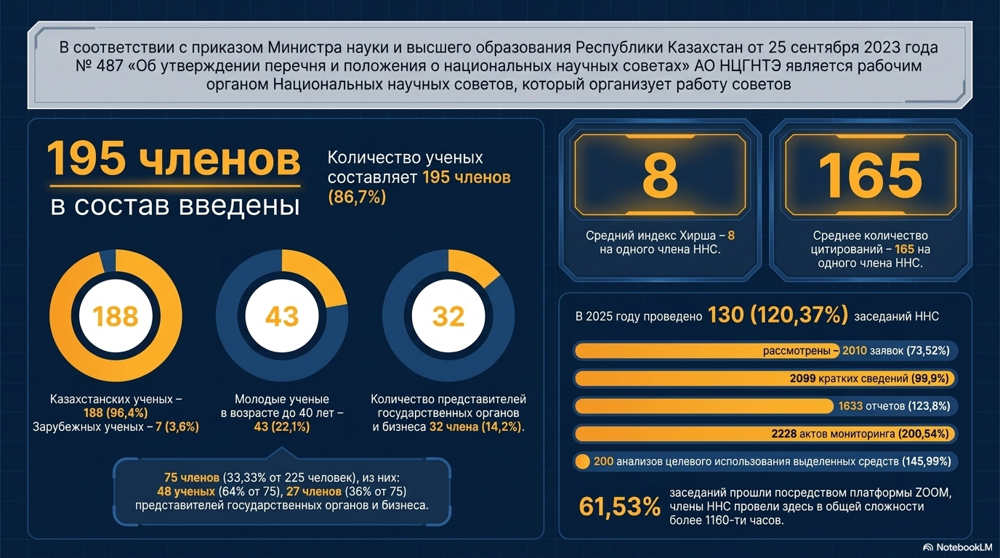 В соответствии с приказом Министра науки и высшего образования Республики Казахстан от 25 сентября 2023 года
№ 487 «Об утверждении перечня и положения о национальных научных советах» АО НЦГНТЭ является рабочим
органом Национальных научных советов, который организует работу советов
195 членов
в состав введены
Количество ученых
составляет 195 членов
(86,7%)
188
Казахстанских ученых –
188 (96,4%)
Зарубежных ученых – 7 (3,6%)
43
Молодые ученые
в возрасте до 40 лет –
43 (22,1%)
32
Количество представителей
государственных органов
и бизнеса 32 члена (14,2%).
75 членов (33,33% от 225 человек), из них:
48 ученых (64% от 75), 27 членов (36% от 75)
представителей государственных органов и бизнеса.
8
Средний индекс Хирша – 8
на одного члена ННС.
165
Среднее количество
цитирований – 165 на
одного члена ННС.
В 2025 году проведено 130 (120,37%) заседаний ННС
рассмотрены – 2010 заявок (73,52%)
2099 кратких сведений (99,9%)
1633 отчетов (123,8%)
2228 актов мониторинга (200,54%)
200 анализов целевого использования выделенных средств (145,99%)
61,53%
заседаний прошли посредством платформы ZOOM,
члены ННС провели здесь в общей сложности
более 1160-ти часов.
NotebookLM